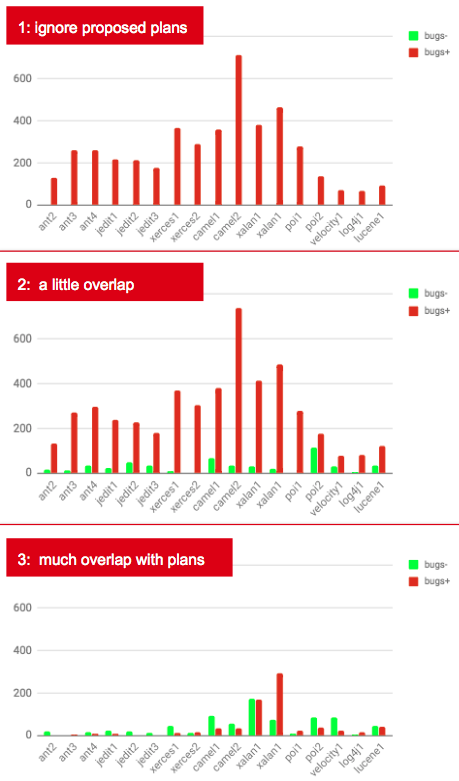 1: ignore proposed plans
bugs-
bugs+
600
400
200
0
ant2 ant3 ant4 jedit1 jedit2 jedit3 xerces1 xerces2 camel1 camel2 xalan1 xalan1 poi1 poi2 velocity1 log4j1 lucene1
2: a little overlap
bugs-
bugs+
600
400
200
0
ant2 ant3 ant4 jedit1 jedit2 jedit3 xerces1 xerces2 camel1 camel2 xalan1 xalan1 poi1 poi2 velocity1 log4j1 lucene1
3: much overlap with plans
bugs-
bugs+
600
400
200
0
ant2 ant3 ant4 jedit1 jedit2 jedit3 xerces1 xerces2 camel1 camel2 xalan1 xalan1 poi1 poi2 velocity1 log4j1 lucene1